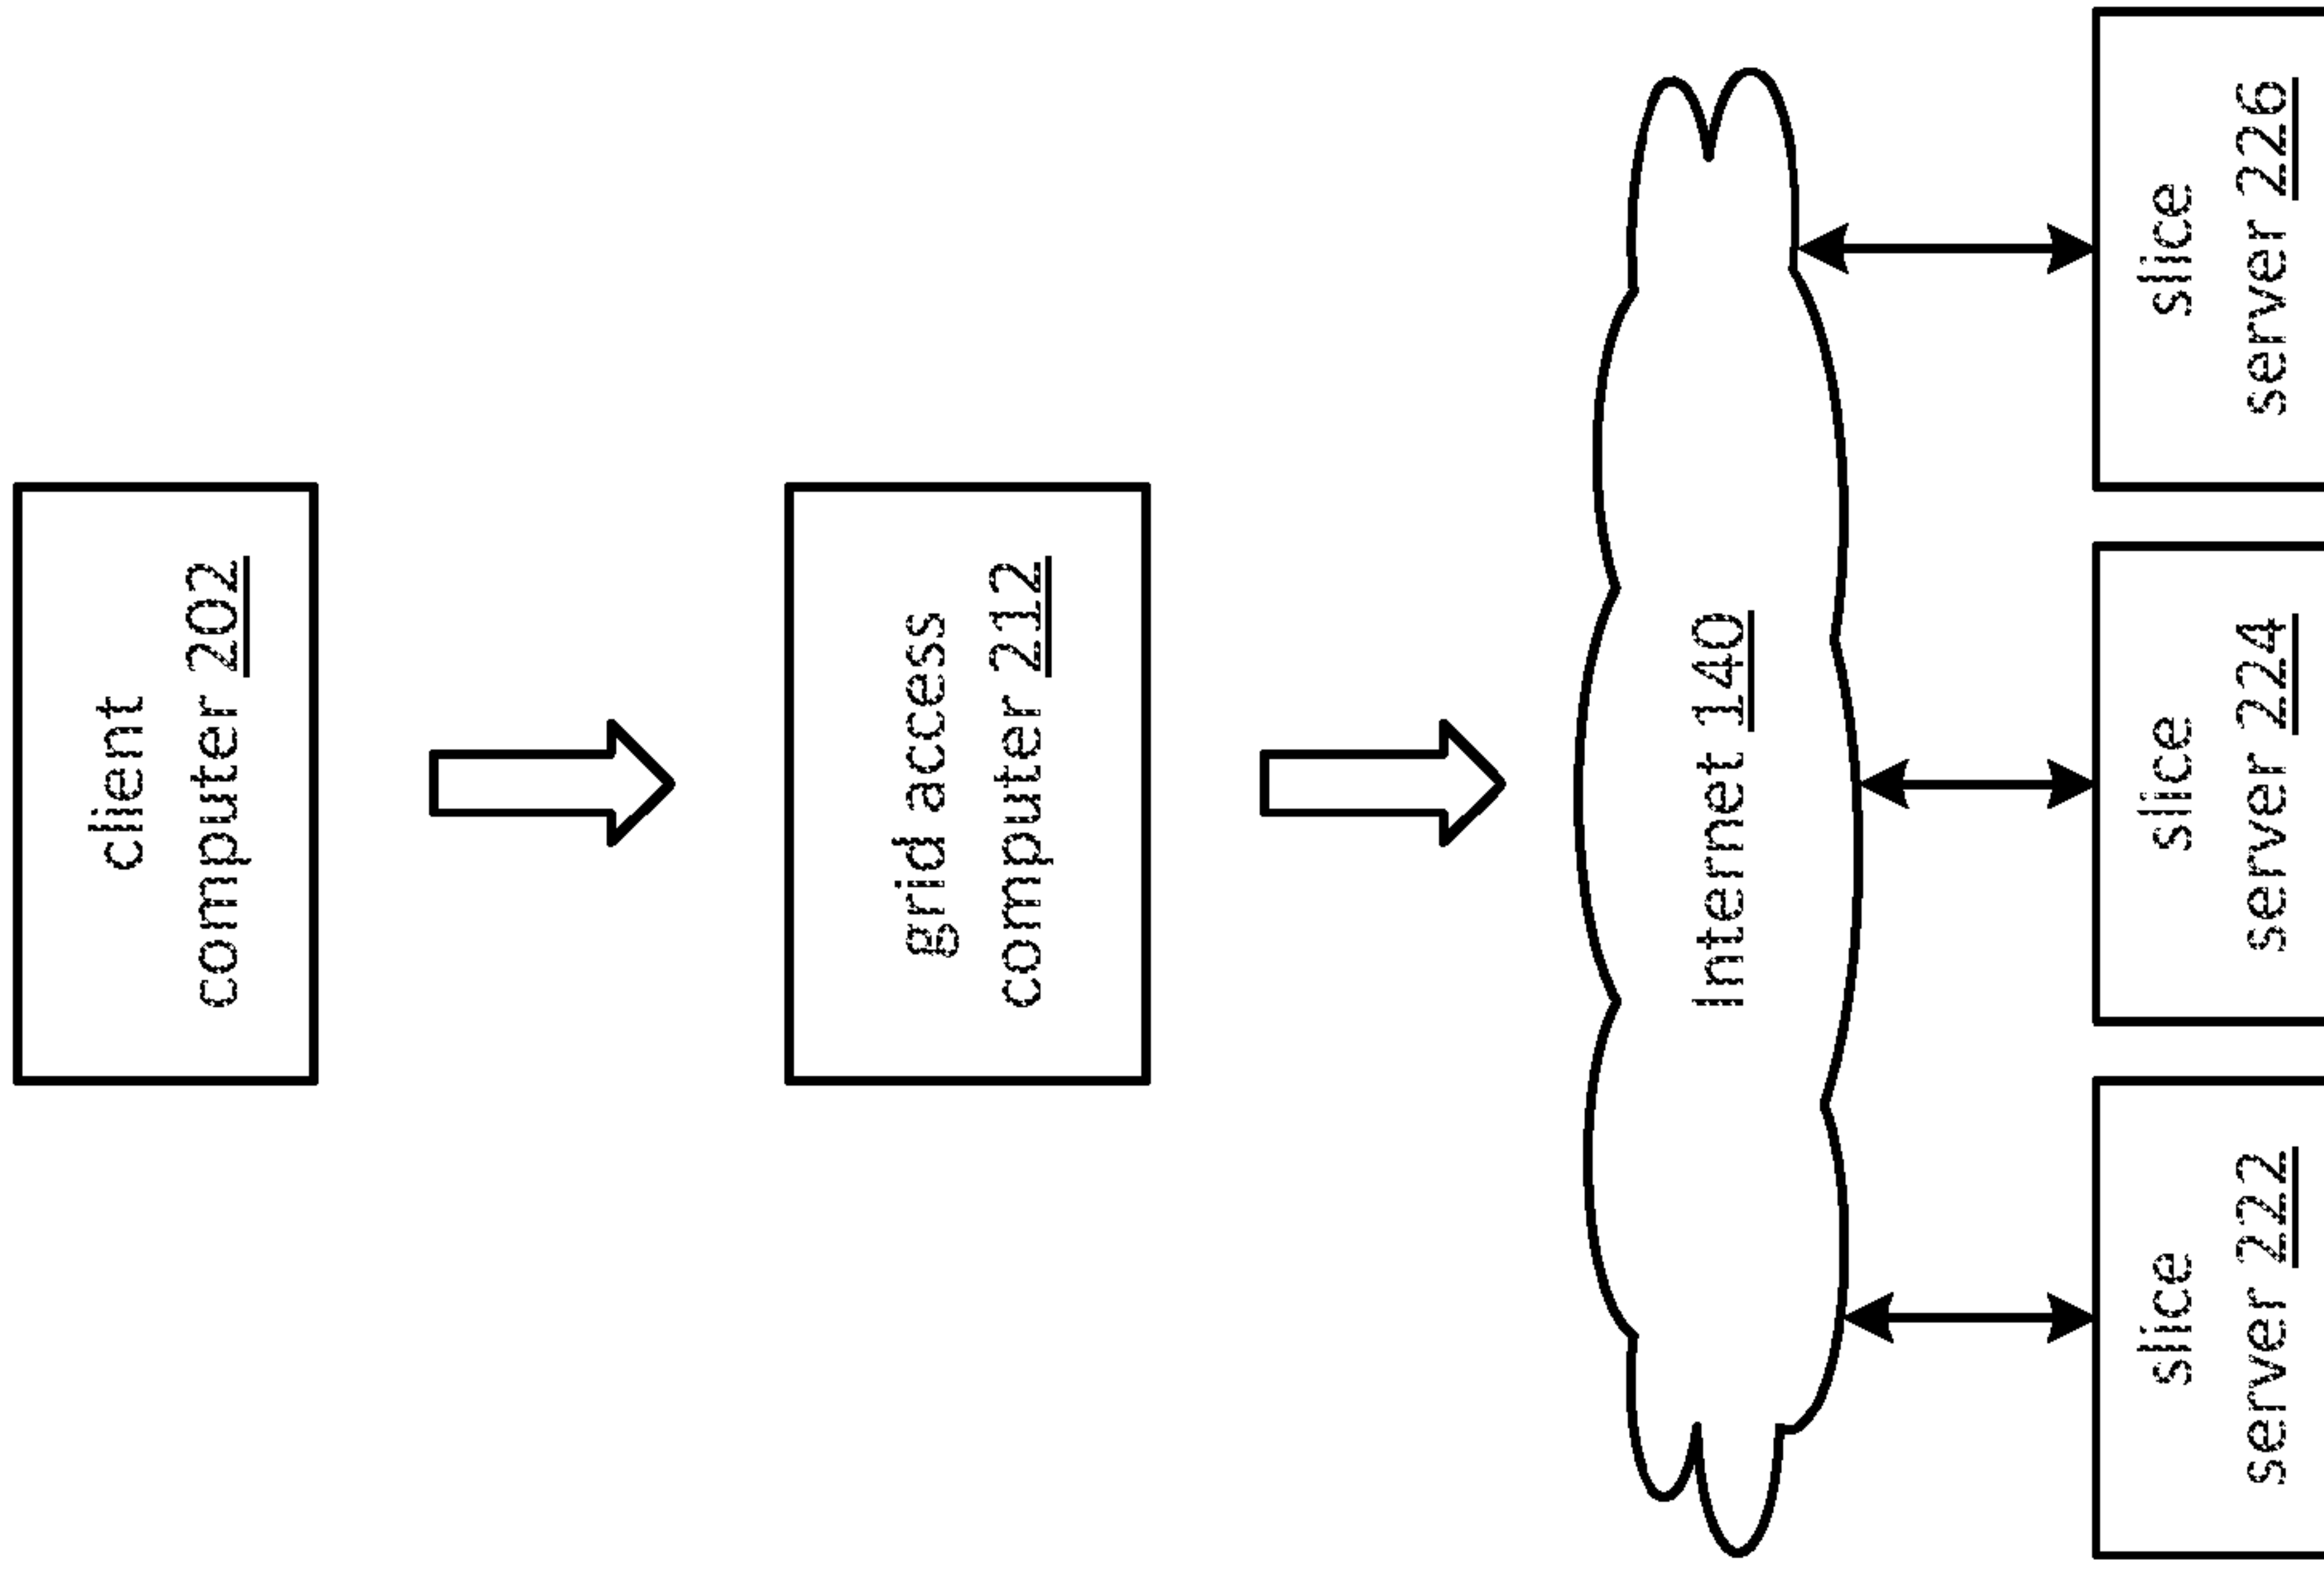 client
computer 202
grid access
computer 212
Internet 140
slice
server 222
slice
server 224
slice
server 226